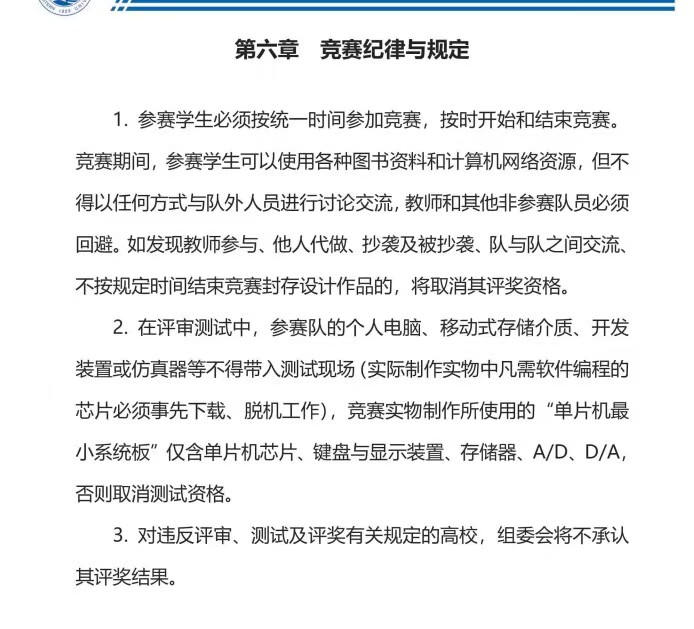 第六章 竞赛纪律与规定
1. 参赛学生必须按统一时间参加竞赛，按时开始和结束竞赛。
竞赛期间，参赛学生可以使用各种图书资料和计算机网络资源，但不
得以任何方式与队外人员进行讨论交流，教师和其他非参赛队员必须
回避。如发现教师参与、他人代做、抄袭及被抄袭、队与队之间交流、
不按规定时间结束竞赛封存设计作品的，将取消其评奖资格。
2. 在评审测试中，参赛队的个人电脑、移动式存储介质、开发
装置或仿真器等不得带入测试现场（实际制作实物中凡需软件编程的
芯片必须事先下载、脱机工作），竞赛实物制作所使用的“单片机最
小系统板”仅含单片机芯片、键盘与显示装置、存储器、A/D、D/A，
否则取消测试资格。
3. 对违反评审、测试及评奖有关规定的高校，组委会将不承认
其评奖结果。